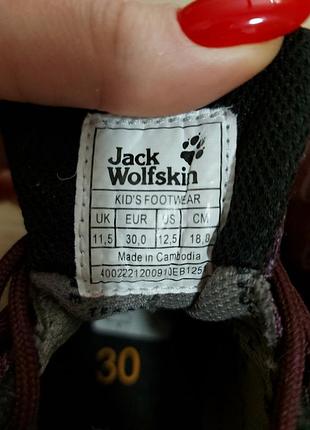 Jack
Wolfskin
KID'S FOOTWEAR
UK EUR US CM
11,5 30,0 12,5 18,0
Made in Cambodia
30